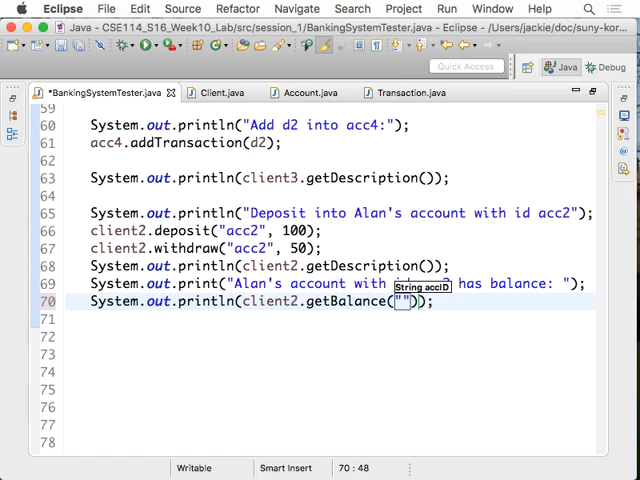 Eclipse File Edit Source Refactor Navigate Search Project Run Window Help
Java - CSE114_S16_Week10_Lab/src/session_1/BankingSystemTester.java - Eclipse - /Users/jackie/doc/suny-kor
Quick Access
Java
Debug
*BankingSystemTester.java Client.java Account.java Transaction.java
59
60 System.out.println("Add d2 into acc4:");
61 acc4.addTransaction(d2);
62
63 System.out.println(client3.getDescription());
64
65 System.out.println("Deposit into Alan's account with id acc2");
66 client2.deposit("acc2", 100);
67 client2.withdraw("acc2", 50);
68 System.out.println(client2.getDescription());
69 System.out.print("Alan's account with has balance: ");
String accID
70 System.out.println(client2.getBalance(""));
71
72
73
74
75
76
77
78
Writable Smart Insert 70 : 48